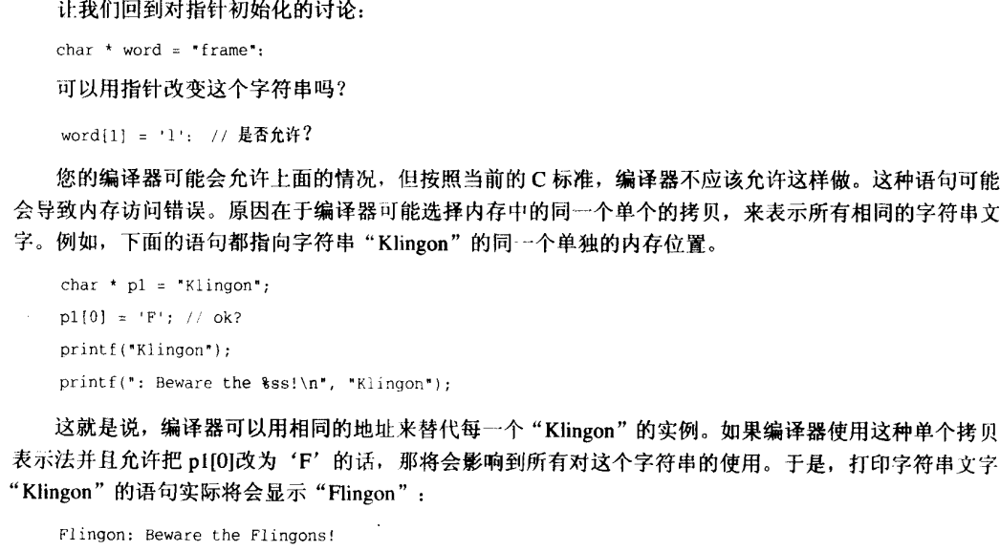 让我们回到对指针初始化的讨论：
char * word = "frame";
可以用指针改变这个字符串吗？
word[1] = 'l'; // 是否允许？
您的编译器可能会允许上面的情况，但按照当前的 C 标准，编译器不应该允许这样做。这种语句可能
会导致内存访问错误。原因在于编译器可能选择内存中的同一个单个的拷贝，来表示所有相同的字符串文
字。例如，下面的语句都指向字符串“Klingon”的同一个单独的内存位置。
char * p1 = "Klingon";
p1[0] = 'F'; // ok?
printf("Klingon");
printf(": Beware the %ss!\n", "Klingon");
这就是说，编译器可以用相同的地址来替代每一个“Klingon”的实例。如果编译器使用这种单个拷贝
表示法并且允许把 p1[0]改为‘F’的话，那将会影响到所有对这个字符串的使用。于是，打印字符串文字
“Klingon”的语句实际将会显示“Flingon”：
Flingon: Beware the Flingons!